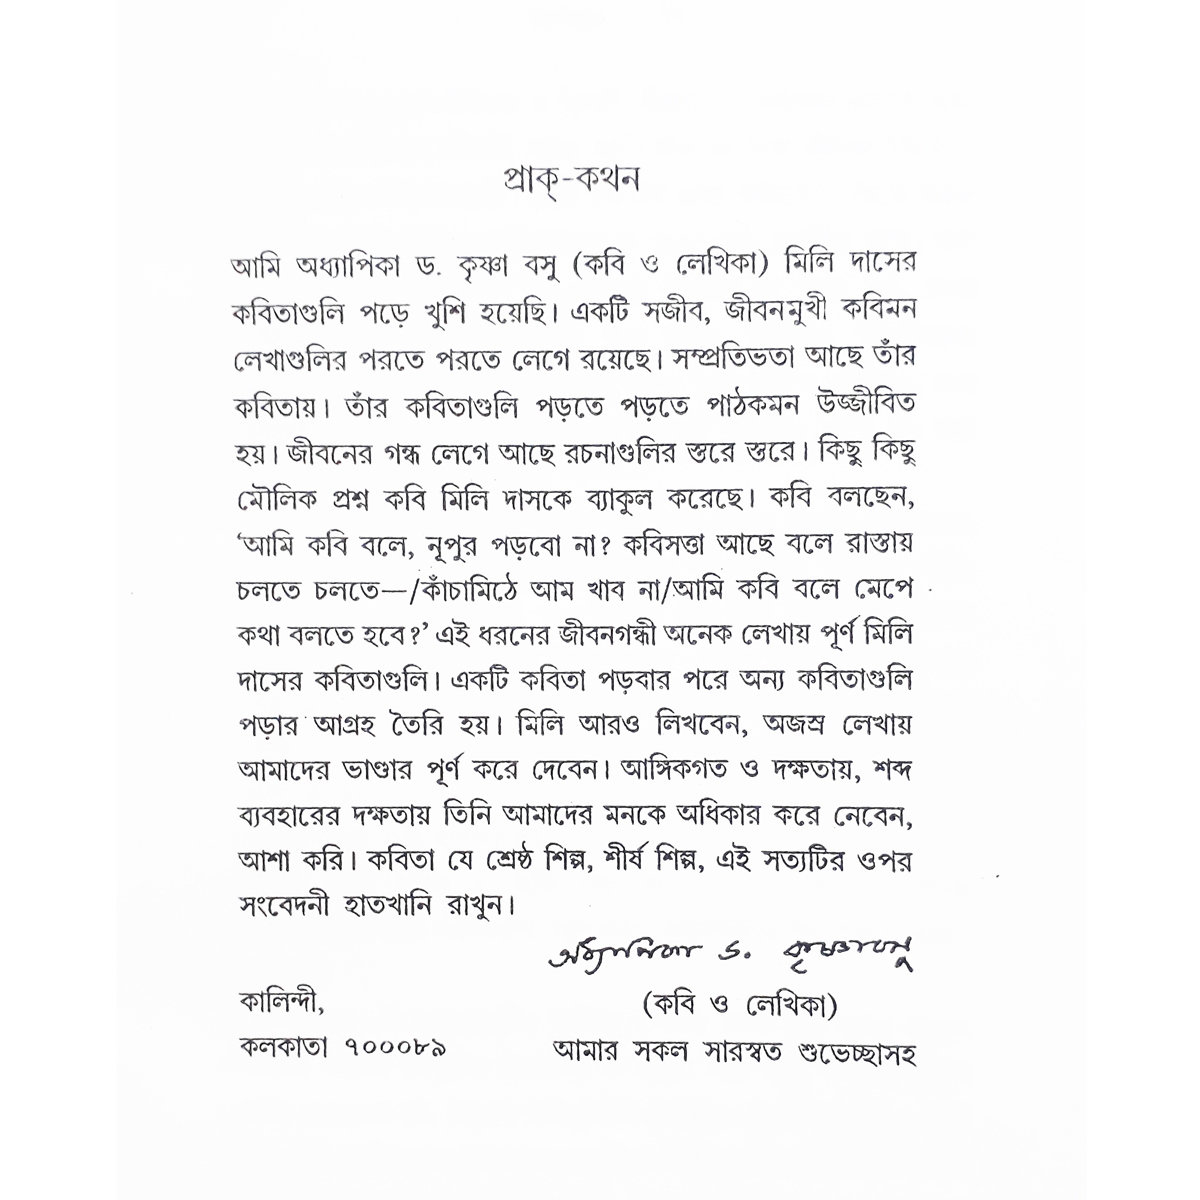 প্রাক্-কথন
আমি অধ্যাপিকা ড. কৃষ্ণা বসু (কবি ও লেখিকা) মিলি দাসের
কবিতাগুলি পড়ে খুশি হয়েছি। একটি সজীব, জীবনমুখী কবিমন
লেখাগুলির পরতে পরতে লেগে রয়েছে। সম্প্রতিভতা আছে তাঁর
কবিতায়। তাঁর কবিতাগুলি পড়তে পড়তে পাঠকমন উজ্জীবিত
হয়। জীবনের গন্ধ লেগে আছে রচনাগুলির স্তরে স্তরে। কিছু কিছু
মৌলিক প্রশ্ন কবি মিলি দাসকে ব্যাকুল করেছে। কবি বলছেন,
‘আমি কবি বলে, নূপুর পড়বো না? কবিসত্তা আছে বলে রাস্তায়
চলতে চলতে—/কাঁচামিঠে আম খাব না/আমি কবি বলে মেপে
কথা বলতে হবে?’ এই ধরনের জীবনগন্ধী অনেক লেখায় পূর্ণ মিলি
দাসের কবিতাগুলি। একটি কবিতা পড়বার পরে অন্য কবিতাগুলি
পড়ার আগ্রহ তৈরি হয়। মিলি আরও লিখবেন, অজস্র লেখায়
আমাদের ভাণ্ডার পূর্ণ করে দেবেন। আঙ্গিকগত ও দক্ষতায়, শব্দ
ব্যবহারের দক্ষতায় তিনি আমাদের মনকে অধিকার করে নেবেন,
আশা করি। কবিতা যে শ্রেষ্ঠ শিল্প, শীর্ষ শিল্প, এই সত্যটির ওপর
সংবেদনী হাতখানি রাখুন।
অধ্যাপিকা ড. কৃষ্ণা বসু
কালিন্দী, (কবি ও লেখিকা)
কলকাতা ৭০০০৮৯ আমার সকল সারস্বত শুভেচ্ছাসহ